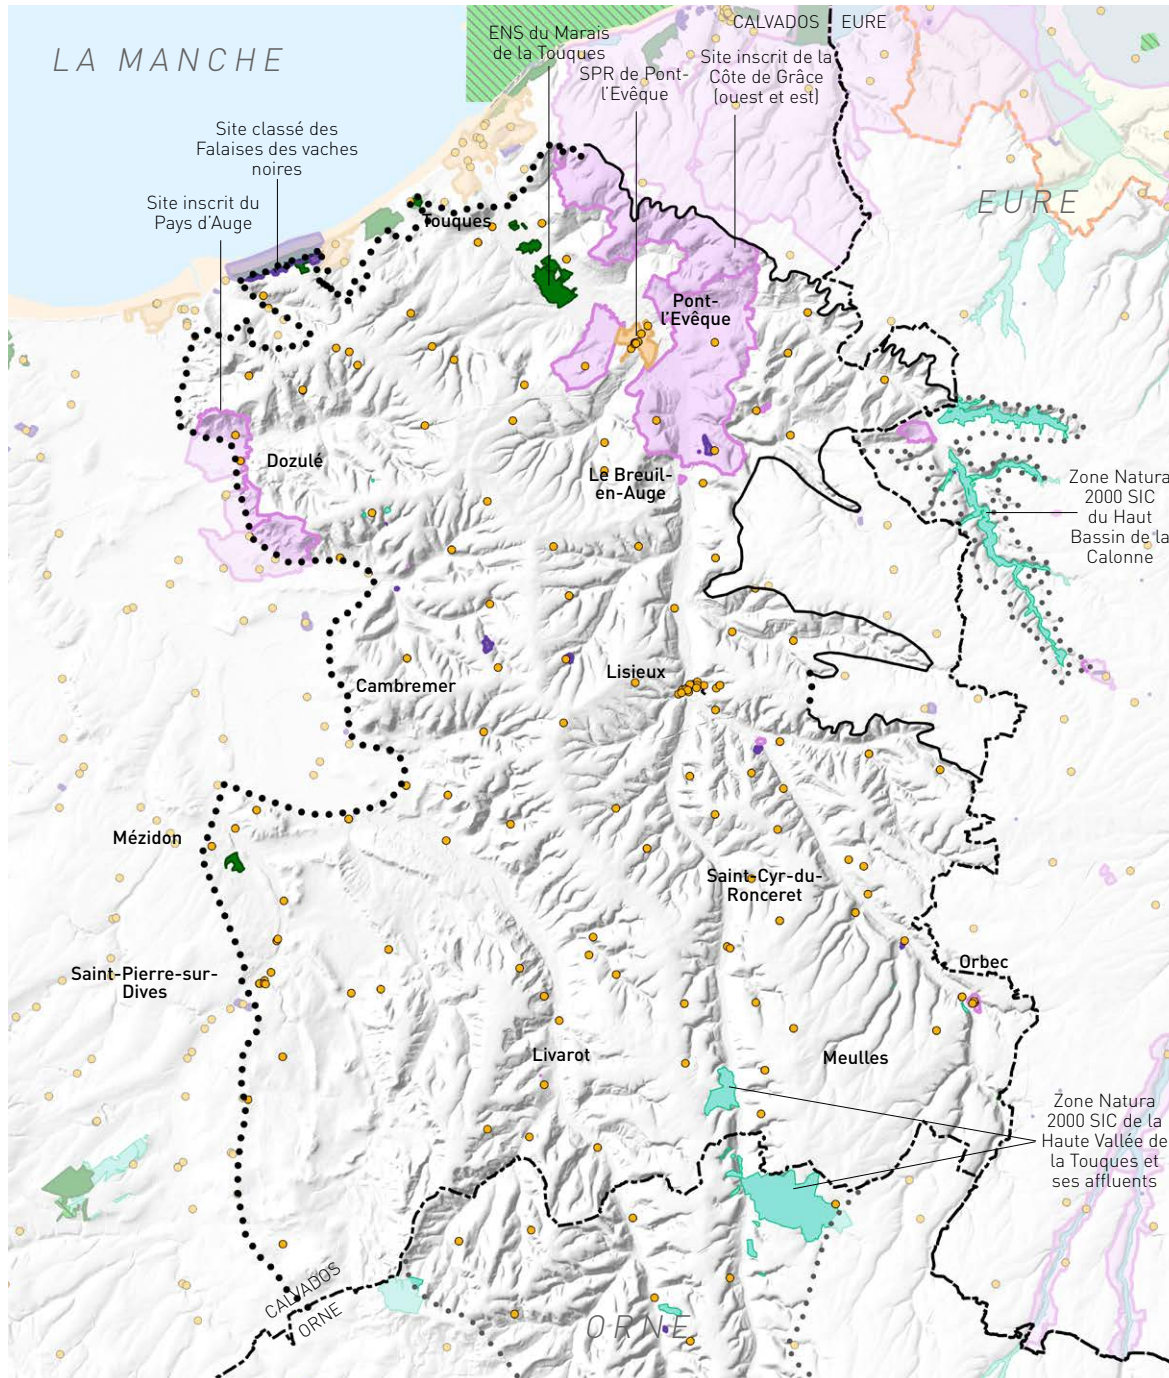 LA MANCHE
CALVADOS
EURE
ENS du Marais
de la Touques
SPR de Pont-
l'Evêque
Site inscrit de la
Côte de Grâce
(ouest et est)
Site classé des
Falaises des vaches
noires
Site inscrit du
Pays d'Auge
EURE
Touques
Pont-
l'Evêque
Dozulé
Le Breuil-
en-Auge
Zone Natura
2000 SIC
du Haut
Bassin de la
Calonne
Lisieux
Cambremer
Mézidon
Saint-Cyr-du-
Ronceret
Saint-Pierre-sur-
Dives
Orbec
Livarot
Meulles
Zone Natura
2000 SIC de la
Haute Vallée de
la Touques et
ses affluents
CALVADOS
ORNE
ORNE